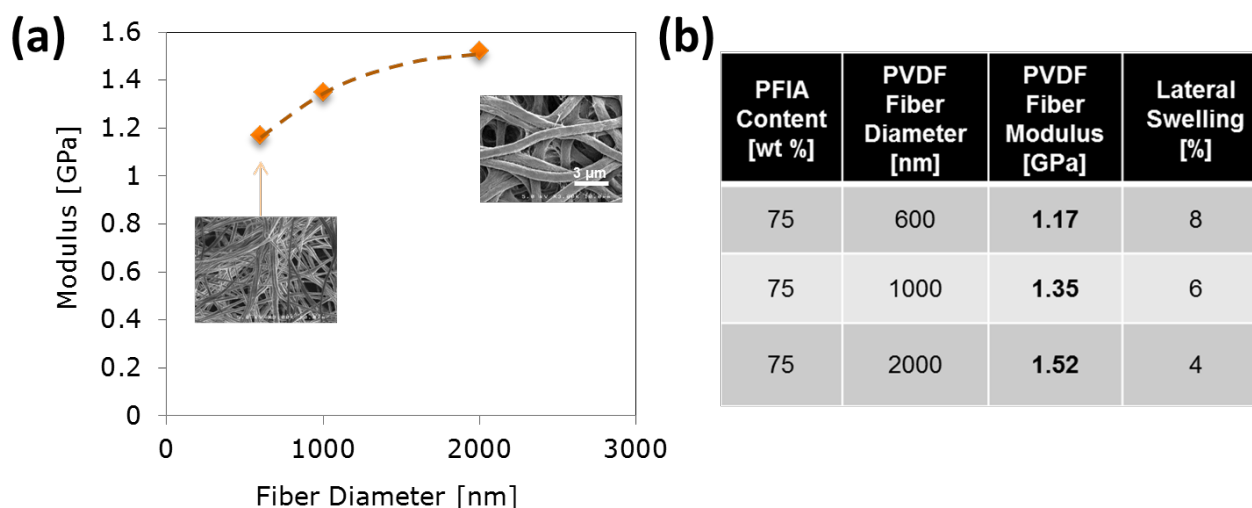 (a)
1.6
1.4
1.2
1
0.8
0.6
0.4
0.2
0
Modulus [GPa]
3 µm
0 1000 2000 3000
Fiber Diameter [nm]
(b)
PFIA Content [wt %] PVDF Fiber Diameter [nm] PVDF Fiber Modulus [GPa] Lateral Swelling [%]
75 600 1.17 8
75 1000 1.35 6
75 2000 1.52 4